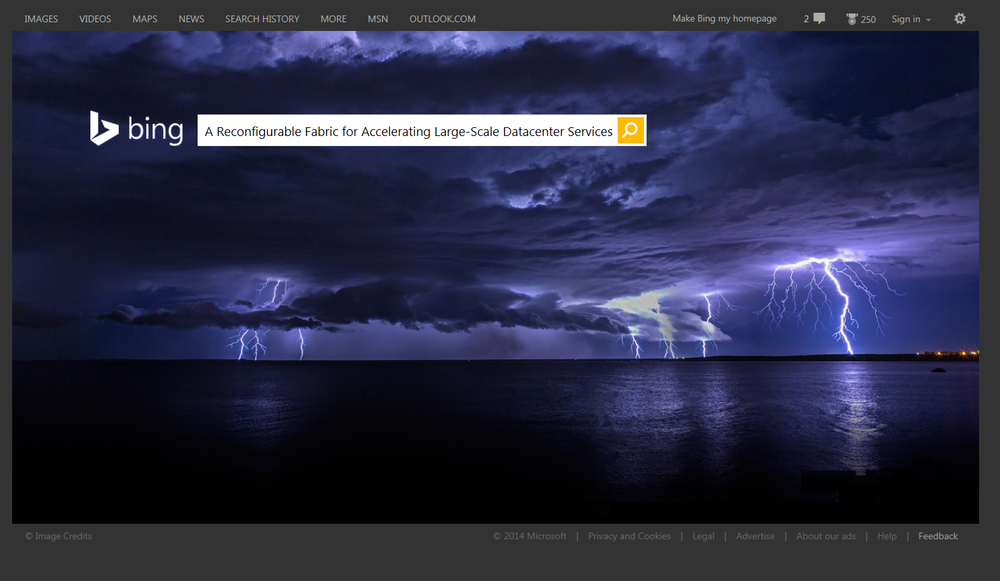 IMAGES VIDEOS MAPS NEWS SEARCH HISTORY MORE MSN OUTLOOK.COM Make Bing my homepage 2 250 Sign in
bing A Reconfigurable Fabric for Accelerating Large-Scale Datacenter Services
© Image Credits © 2014 Microsoft | Privacy and Cookies | Legal | Advertise | About our ads | Help | Feedback